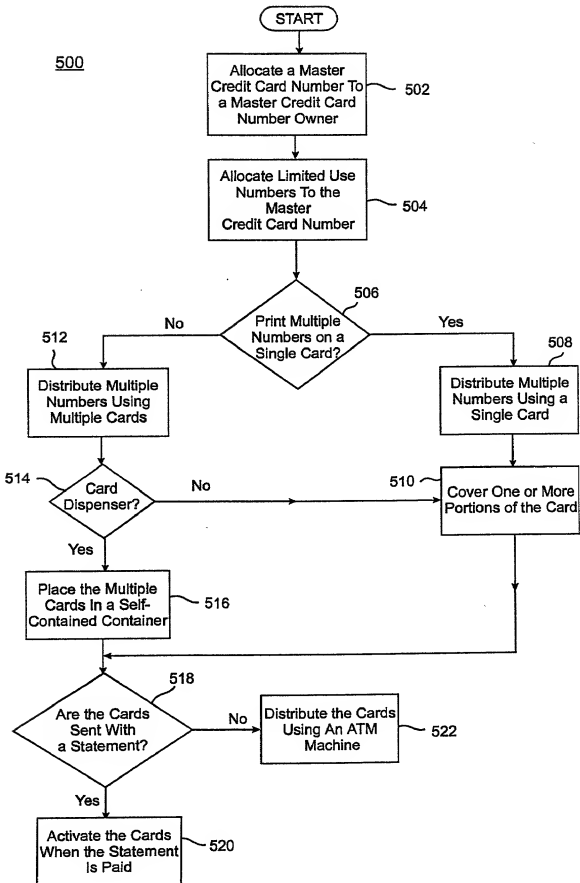 START
500
Allocate a Master
Credit Card Number To
a Master Credit Card
Number Owner
502
Allocate Limited Use
Numbers To the
Master
Credit Card Number
504
506
Print Multiple
Numbers on a
Single Card?
No
Yes
512
Distribute Multiple
Numbers Using
Multiple Cards
508
Distribute Multiple
Numbers Using a
Single Card
514
Card
Dispenser?
No
510
Cover One or More
Portions of the Card
Yes
Place the Multiple
Cards In a Self-
Contained Container
516
518
Are the Cards
Sent With
a Statement?
No
Distribute the Cards
Using An ATM
Machine
522
Yes
Activate the Cards
When the Statement
Is Paid
520